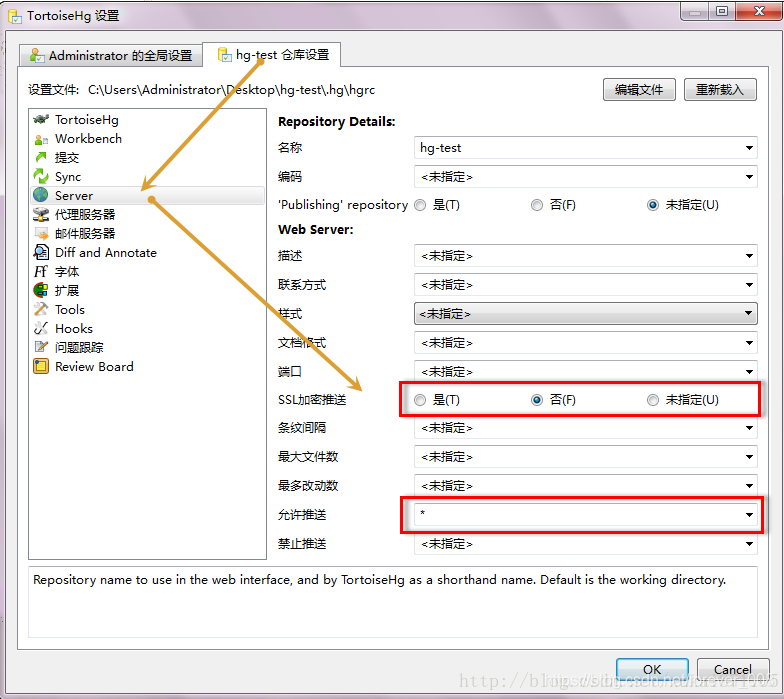 TortoiseHg 设置
Administrator 的全局设置
hg-test 仓库设置
设置文件: C:\Users\Administrator\Desktop\hg-test\.hg\hgrc
编辑文件
重新载入
TortoiseHg
Workbench
提交
Sync
Server
代理服务器
邮件服务器
Diff and Annotate
字体
扩展
Tools
Hooks
问题跟踪
Review Board
Repository Details:
名称 hg-test
编码 <未指定>
'Publishing' repository 是(T) 否(F) 未指定(U)
Web Server:
描述 <未指定>
联系方式 <未指定>
样式 <未指定>
文档格式 <未指定>
端口 <未指定>
SSL加密推送 是(T) 否(F) 未指定(U)
条纹间隔 <未指定>
最大文件数 <未指定>
最多改动数 <未指定>
允许推送 *
禁止推送 <未指定>
Repository name to use in the web interface, and by TortoiseHg as a shorthand name. Default is the working directory.
OK
Cancel